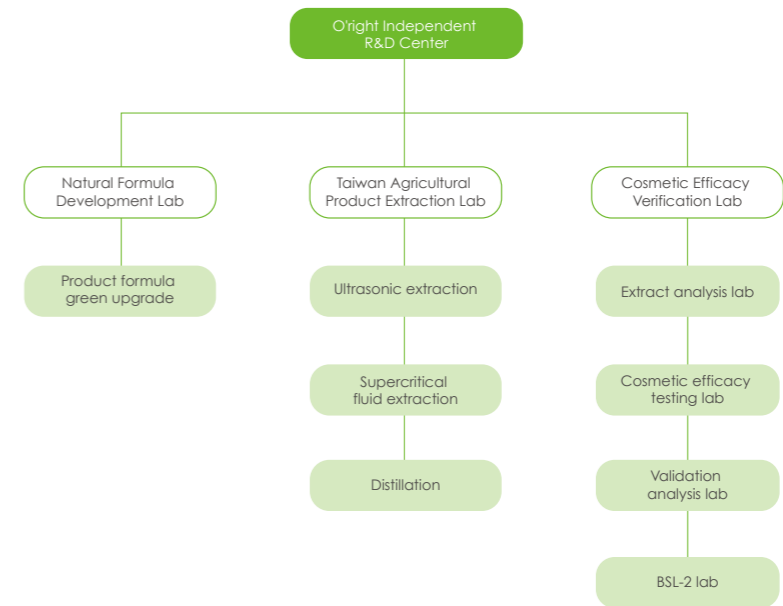 O'right Independent
R&D Center
Natural Formula
Development Lab
Taiwan Agricultural
Product Extraction Lab
Cosmetic Efficacy
Verification Lab
Product formula
green upgrade
Ultrasonic extraction
Extract analysis lab
Supercritical
fluid extraction
Cosmetic efficacy
testing lab
Distillation
Validation
analysis lab
BSL-2 lab